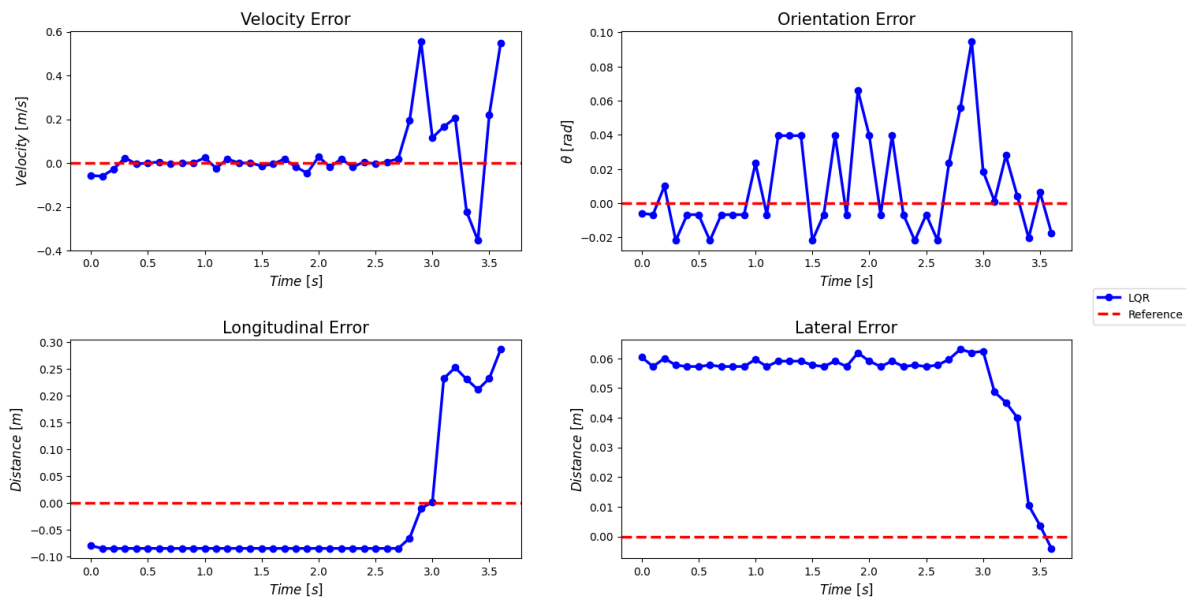 Velocity Error
Velocity [m/s]
0.6
0.4
0.2
0.0
−0.2
−0.4
0.0 0.5 1.0 1.5 2.0 2.5 3.0 3.5
Time [s]
Orientation Error
θ [rad]
0.10
0.08
0.06
0.04
0.02
0.00
−0.02
0.0 0.5 1.0 1.5 2.0 2.5 3.0 3.5
Time [s]
LQR
Reference
Longitudinal Error
Distance [m]
0.30
0.25
0.20
0.15
0.10
0.05
0.00
−0.05
−0.10
0.0 0.5 1.0 1.5 2.0 2.5 3.0 3.5
Time [s]
Lateral Error
Distance [m]
0.06
0.05
0.04
0.03
0.02
0.01
0.00
0.0 0.5 1.0 1.5 2.0 2.5 3.0 3.5
Time [s]